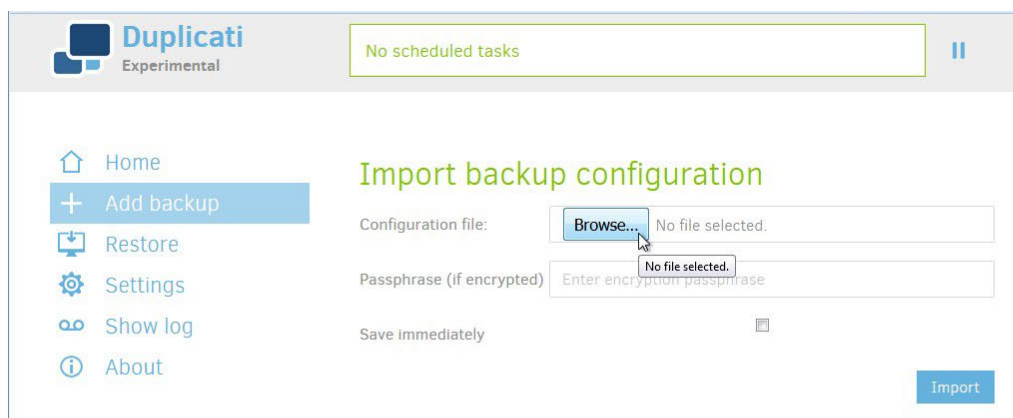 Duplicati
Experimental
No scheduled tasks
Home
Add backup
Restore
Settings
Show log
About
Import backup configuration
Configuration file: Browse... No file selected.
No file selected.
Passphrase (if encrypted) Enter encryption passphrase
Save immediately
Import